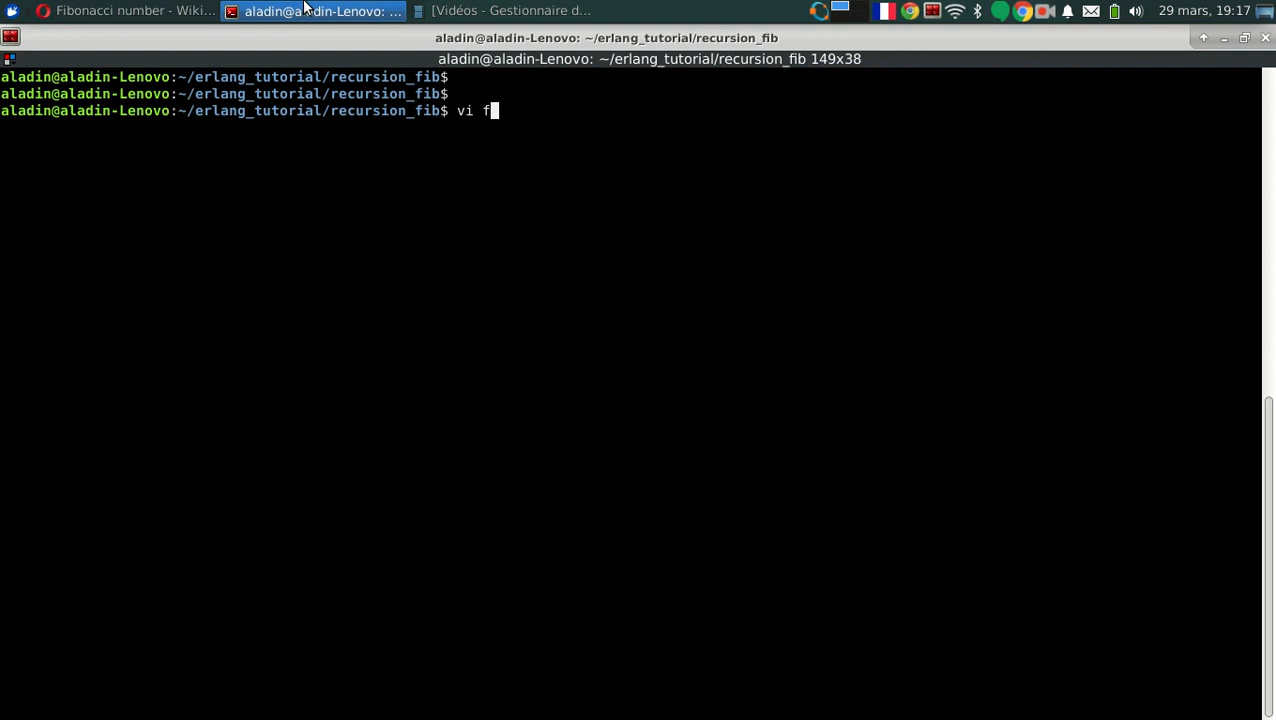 Fibonacci number - Wiki...
aladin@aladin-Lenovo: ...
[Vidéos - Gestionnaire d...
29 mars, 19:17
aladin@aladin-Lenovo: ~/erlang_tutorial/recursion_fib
aladin@aladin-Lenovo: ~/erlang_tutorial/recursion_fib 149x38
aladin@aladin-Lenovo:~/erlang_tutorial/recursion_fib$
aladin@aladin-Lenovo:~/erlang_tutorial/recursion_fib$
aladin@aladin-Lenovo:~/erlang_tutorial/recursion_fib$ vi f